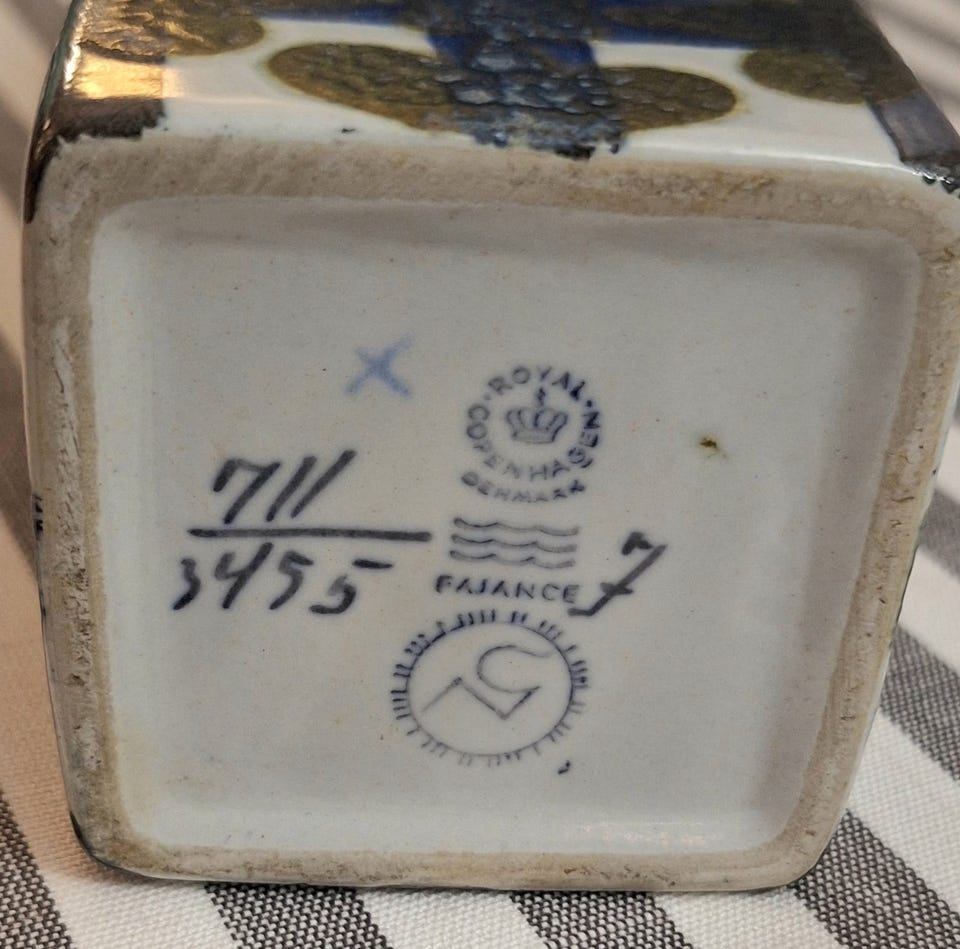 X
ROYAL COPENHAGEN
DENMARK
711
3455
FAJANCE
7